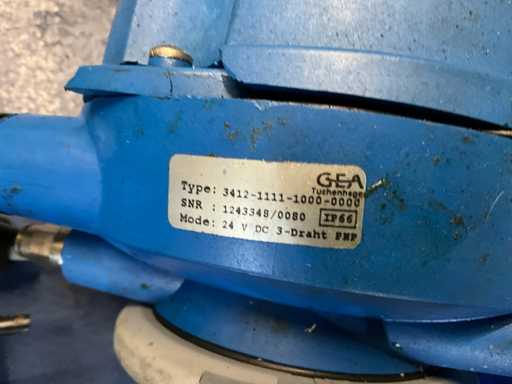 GEA
Tuchenhagen
Type: 3412-1111-1000-0000
SNR : 1243348/0080 IP66
Mode: 24 V DC 3-Draht PNP